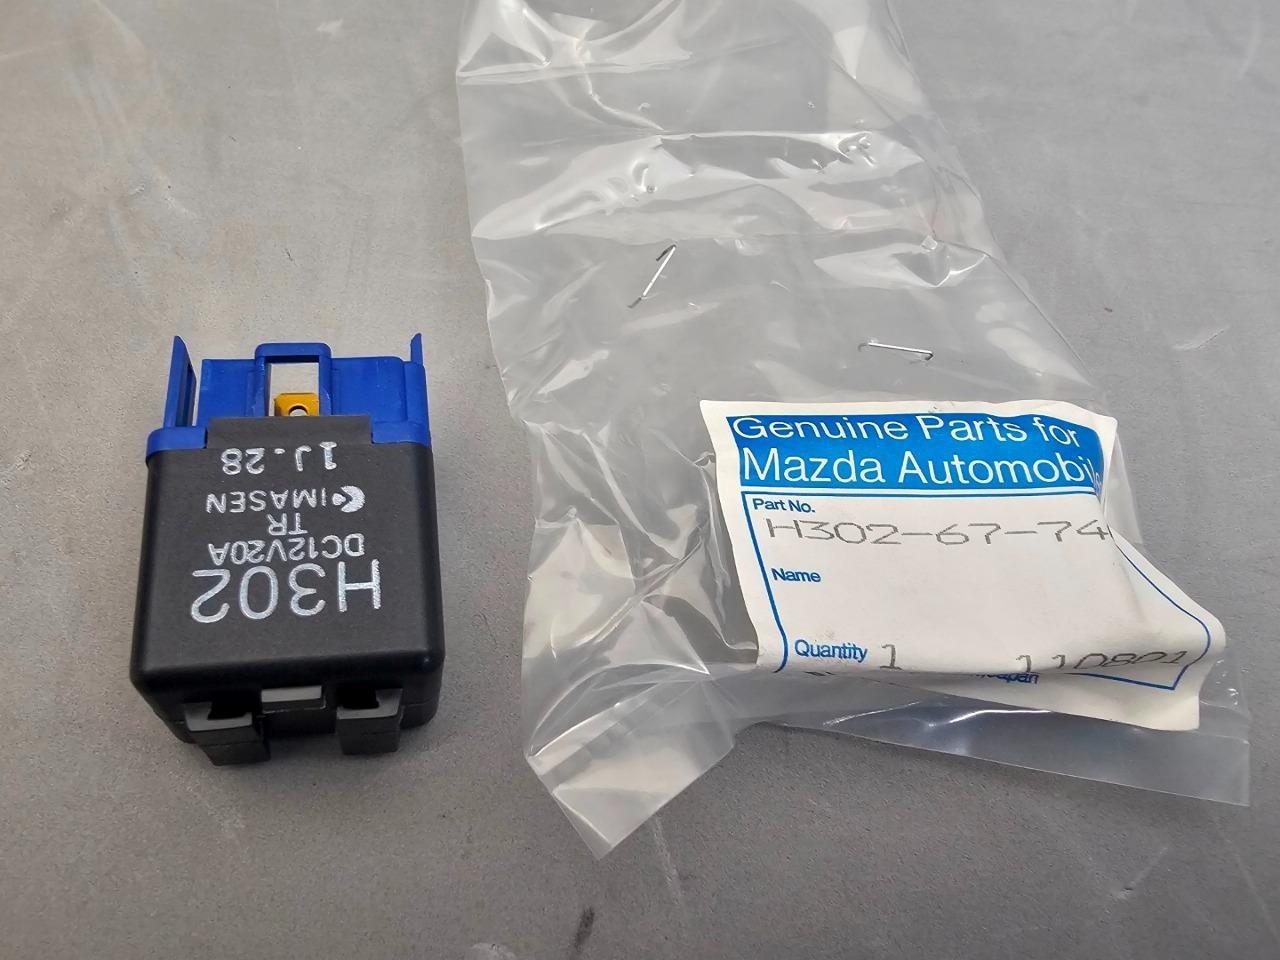 H302
DC12V20A
TR
IMASEN
1J.28
Genuine Parts for
Mazda Automobil
Part No.
H302-67-74
Name
Quantity 1 110801
Japan